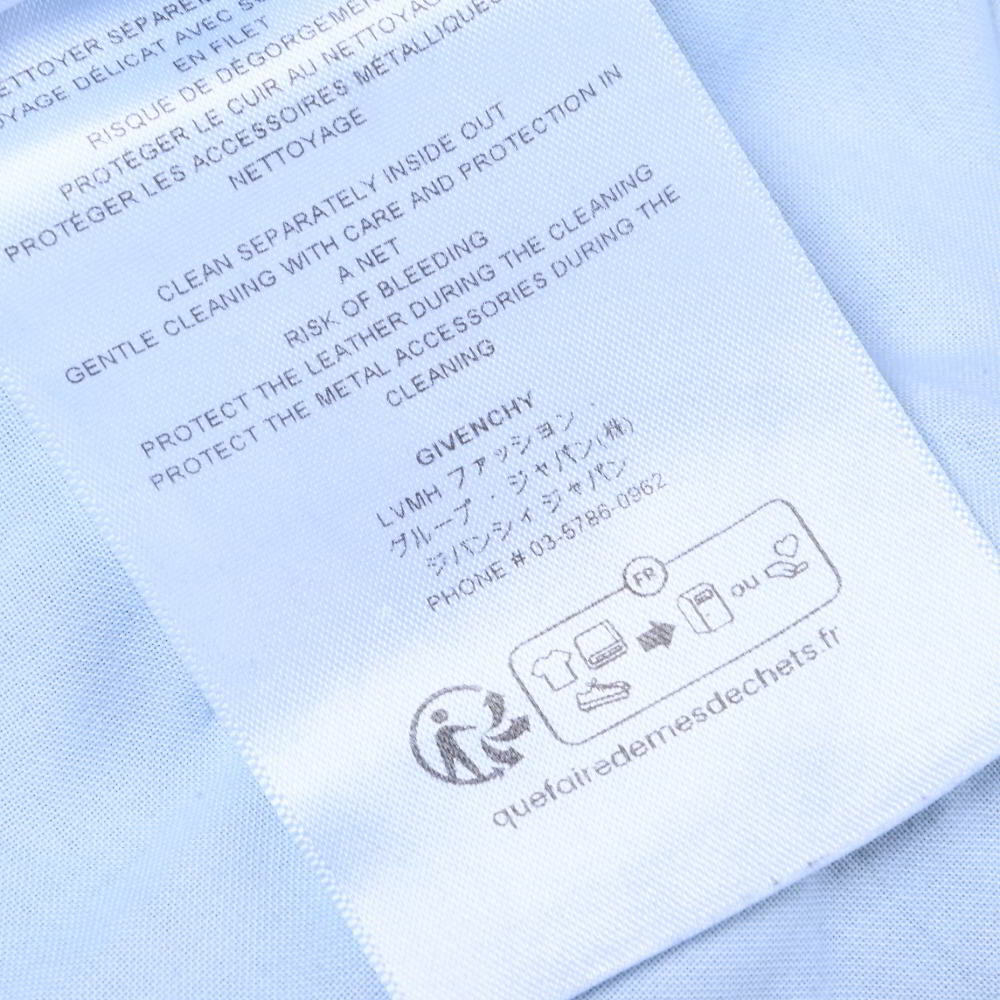 NETTOYER SÉPARÉM
OYAGE DÉLICAT AVEC S
EN FILET
RISQUE DE DÉGORGEMEN
PROTÉGER LE CUIR AU NETTOYA
PROTÉGER LES ACCESSOIRES MÉTALLIQUES
NETTOYAGE
CLEAN SEPARATELY INSIDE OUT
GENTLE CLEANING WITH CARE AND PROTECTION IN
A NET
RISK OF BLEEDING
PROTECT THE LEATHER DURING THE CLEANING
PROTECT THE METAL ACCESSORIES DURING THE
CLEANING
GIVENCHY
LVMH ファッション ·
グループ · ジャパン(株)
ジバンシィ ジャパン
PHONE # 03-5786-0962
FR
ou
quefairedemesdechets.fr